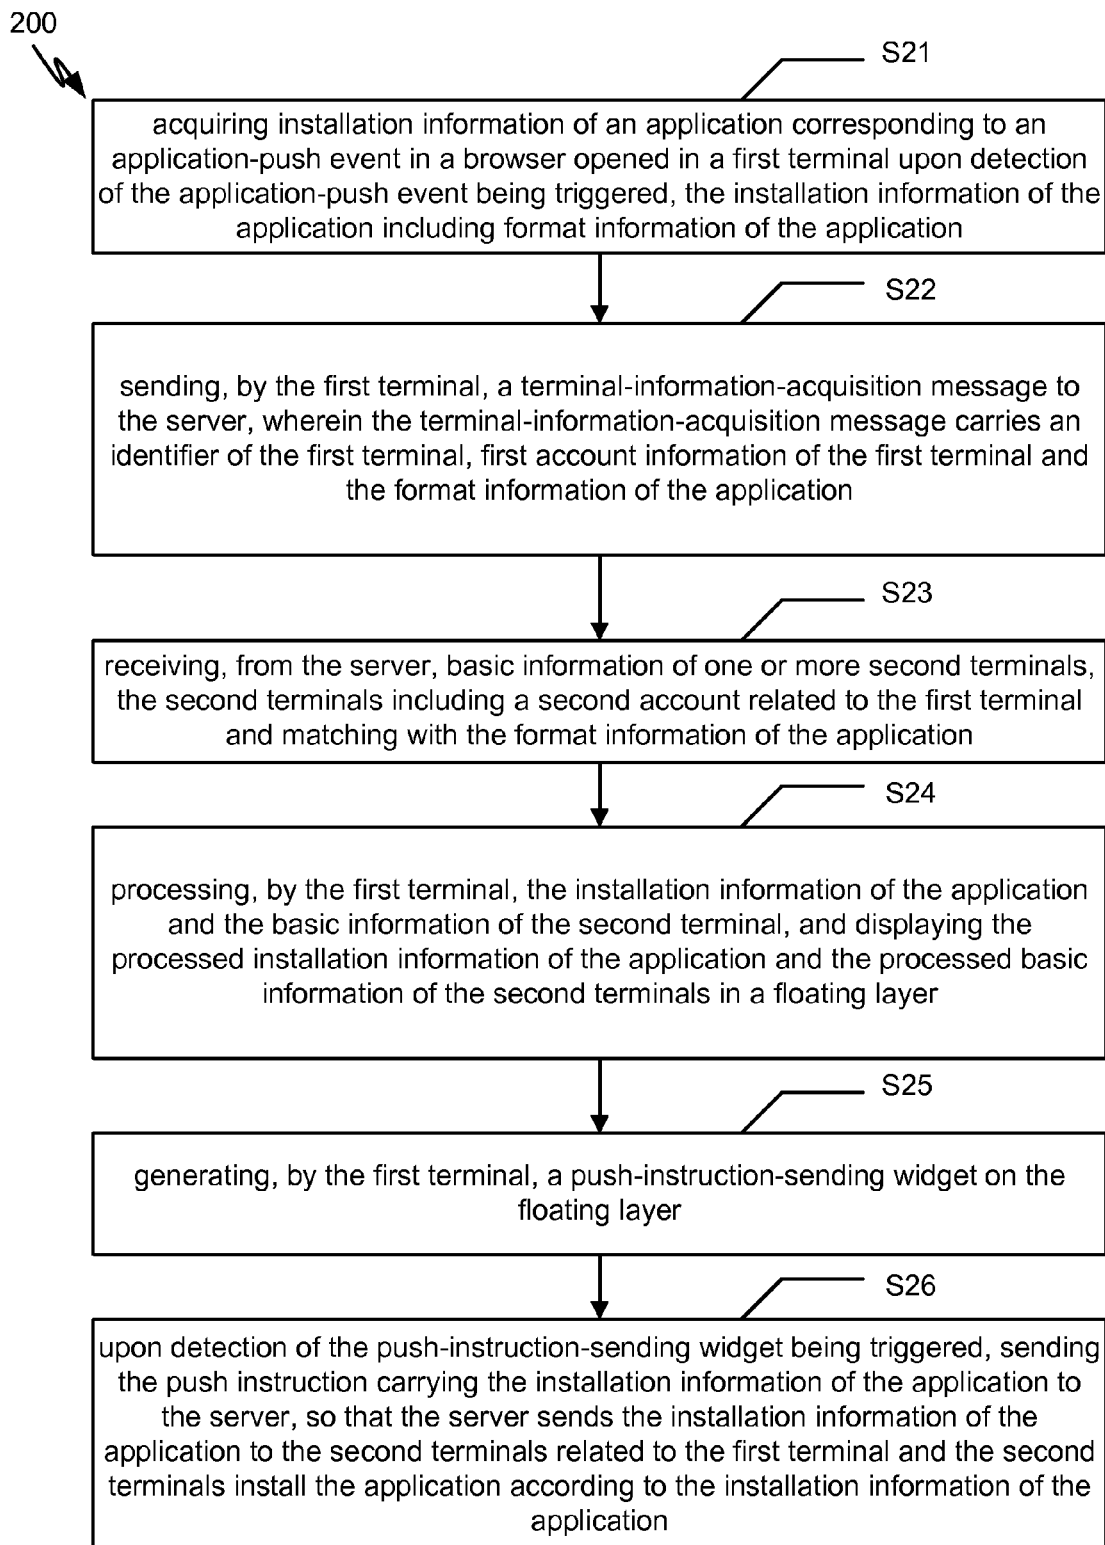 200
S21
acquiring installation information of an application corresponding to an
application-push event in a browser opened in a first terminal upon detection
of the application-push event being triggered, the installation information of the
application including format information of the application
S22
sending, by the first terminal, a terminal-information-acquisition message to
the server, wherein the terminal-information-acquisition message carries an
identifier of the first terminal, first account information of the first terminal and
the format information of the application
S23
receiving, from the server, basic information of one or more second terminals,
the second terminals including a second account related to the first terminal
and matching with the format information of the application
S24
processing, by the first terminal, the installation information of the application
and the basic information of the second terminal, and displaying the
processed installation information of the application and the processed basic
information of the second terminals in a floating layer
S25
generating, by the first terminal, a push-instruction-sending widget on the
floating layer
S26
upon detection of the push-instruction-sending widget being triggered, sending
the push instruction carrying the installation information of the application to
the server, so that the server sends the installation information of the
application to the second terminals related to the first terminal and the second
terminals install the application according to the installation information of the
application